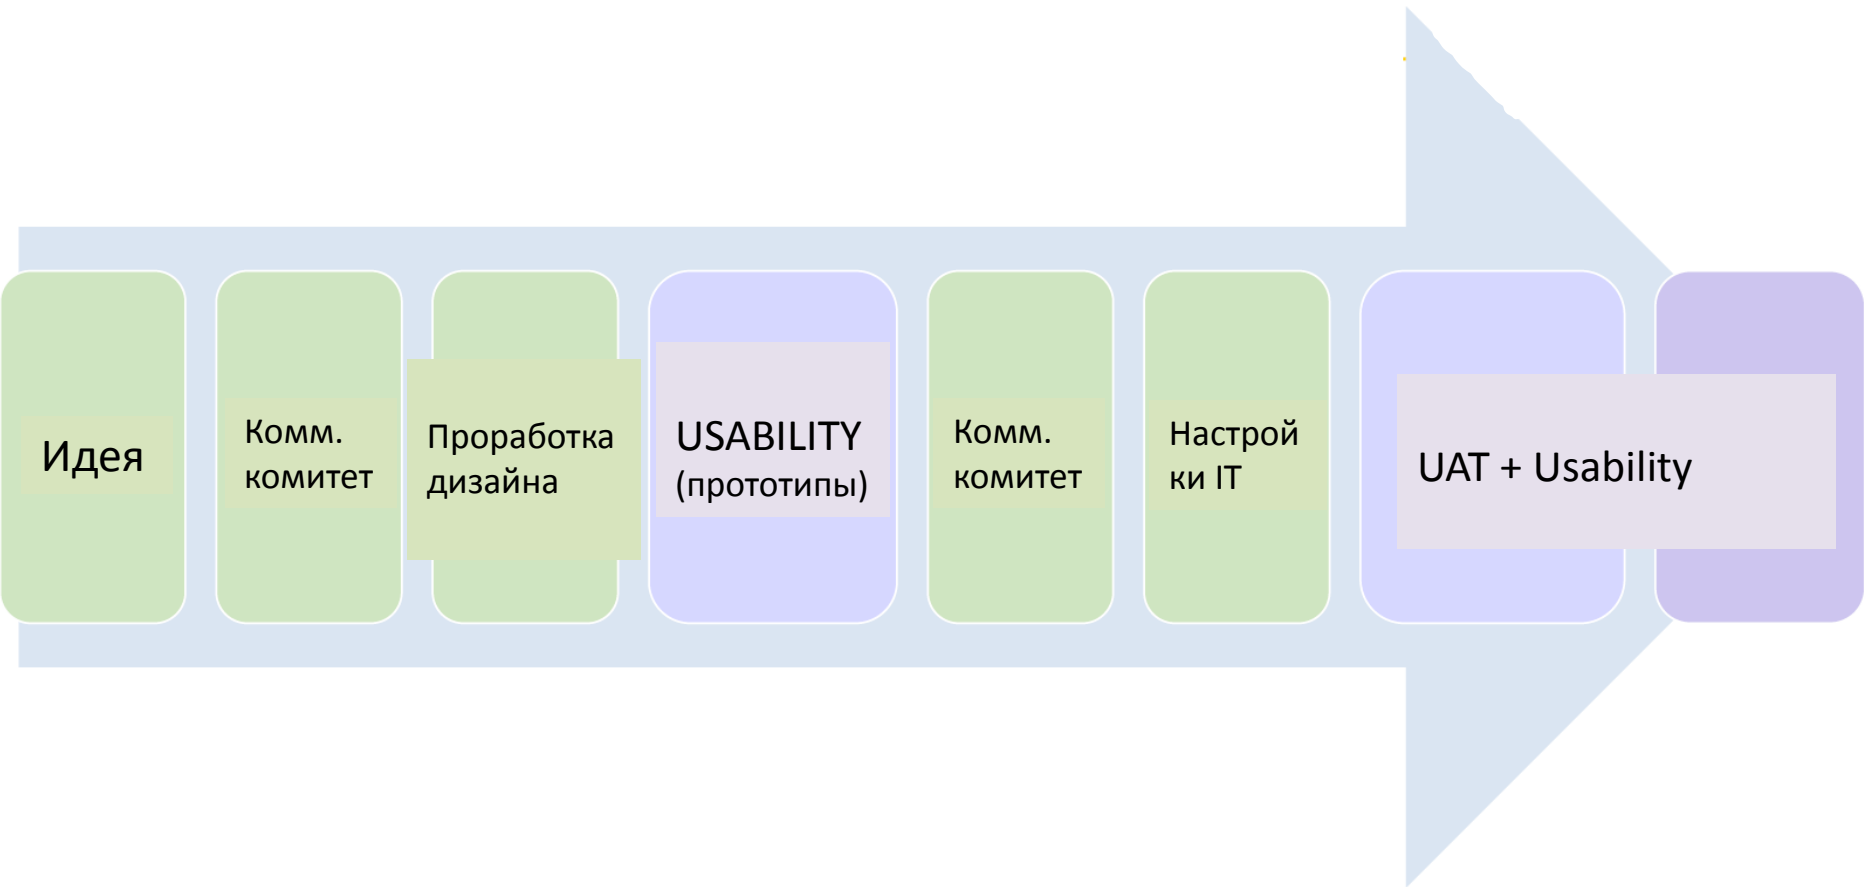 Идея
Комм.
комитет
Проработка
дизайна
USABILITY
(прототипы)
Комм.
комитет
Настрой
ки IT
UAT + Usability